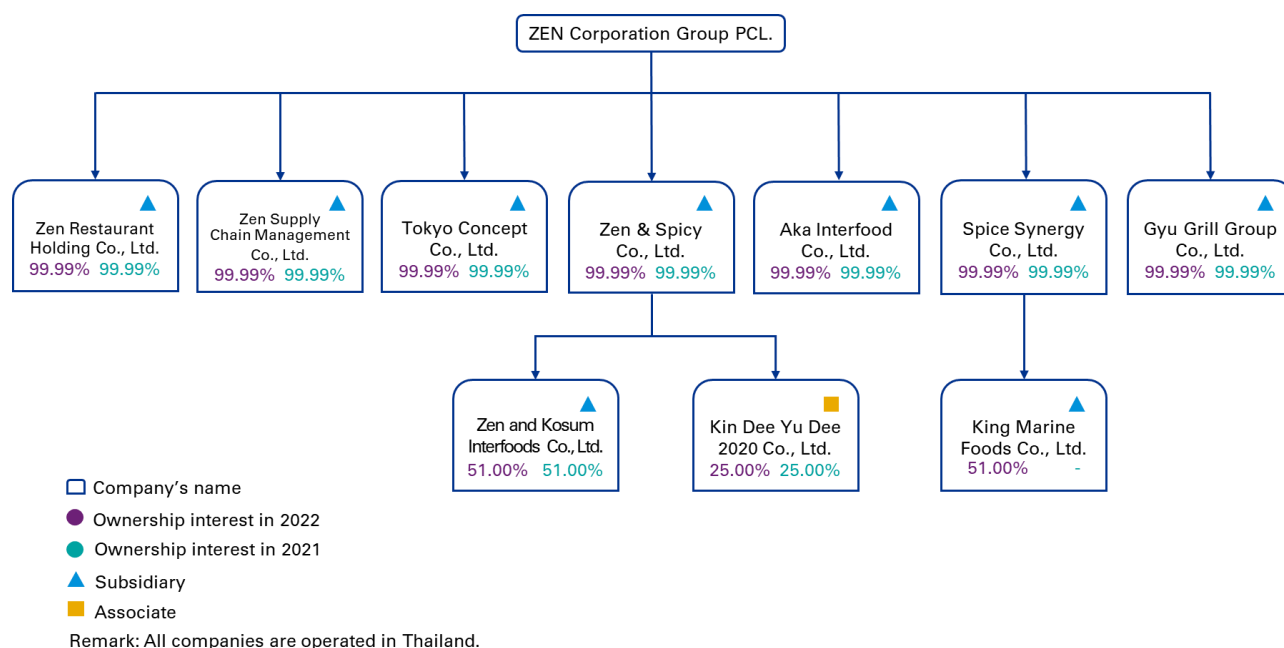 ZEN Corporation Group PCL.
Zen Restaurant
Holding Co., Ltd.
99.99% 99.99%
Zen Supply
Chain Management
Co., Ltd.
99.99% 99.99%
Tokyo Concept
Co., Ltd.
99.99% 99.99%
Zen & Spicy
Co., Ltd.
99.99% 99.99%
Aka Interfood
Co., Ltd.
99.99% 99.99%
Spice Synergy
Co., Ltd.
99.99% 99.99%
Gyu Grill Group
Co., Ltd.
99.99% 99.99%
Zen and Kosum
Interfoods Co., Ltd.
51.00% 51.00%
Kin Dee Yu Dee
2020 Co., Ltd.
25.00% 25.00%
King Marine
Foods Co., Ltd.
51.00% -
Company's name
Ownership interest in 2022
Ownership interest in 2021
Subsidiary
Associate
Remark: All companies are operated in Thailand.